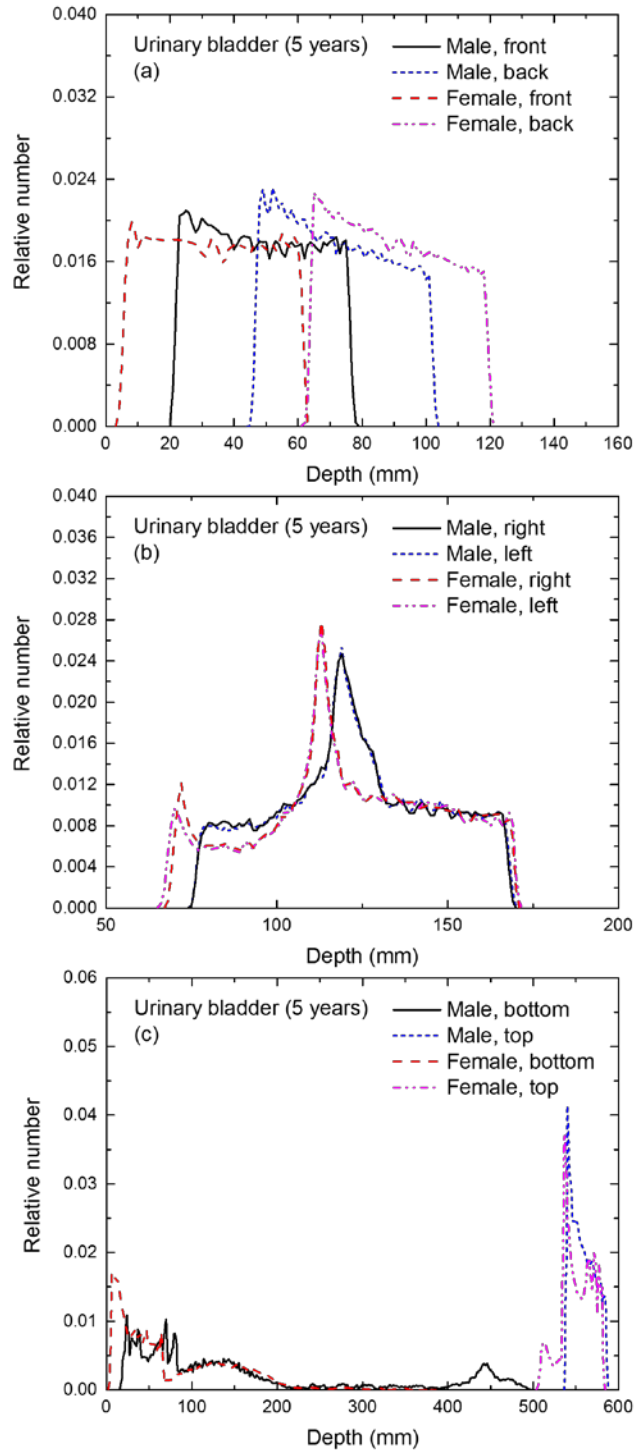 0.040
Urinary bladder (5 years)
(a)
Male, front
Male, back
Female, front
Female, back
0.032
0.024
0.016
0.008
0.000
Relative number
0 20 40 60 80 100 120 140 160
Depth (mm)
0.040
Urinary bladder (5 years)
(b)
Male, right
Male, left
Female, right
Female, left
0.036
0.032
0.028
0.024
0.020
0.016
0.012
0.008
0.004
0.000
Relative number
50 100 150 200
Depth (mm)
0.06
Urinary bladder (5 years)
(c)
Male, bottom
Male, top
Female, bottom
Female, top
0.05
0.04
0.03
0.02
0.01
0.00
Relative number
0 100 200 300 400 500 600
Depth (mm)